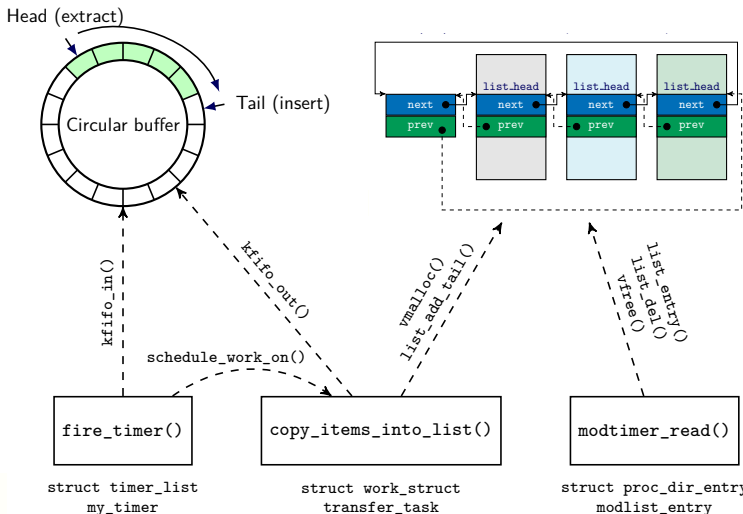 Head (extract)
Tail (insert)
Circular buffer
list_head
list_head
list_head
next
next
next
next
prev
prev
prev
prev
kfifo_in()
kfifo_out()
schedule_work_on()
vmalloc()
list_add_tail()
list_entry()
list_del()
vfree()
fire_timer()
copy_items_into_list()
modtimer_read()
struct timer_list
my_timer
struct work_struct
transfer_task
struct proc_dir_entry
modlist_entry